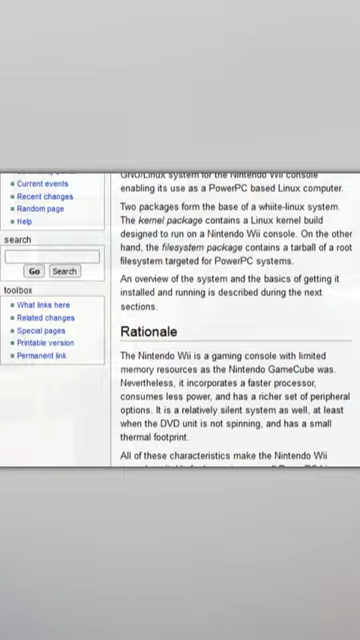 Current events
Recent changes
Random page
Help
search
Go Search
toolbox
What links here
Related changes
Special pages
Printable version
Permanent link
GNU/Linux system for the Nintendo Wii console
enabling its use as a PowerPC based Linux computer.
Two packages form the base of a whiite-linux system.
The kernel package contains a Linux kernel build
designed to run on a Nintendo Wii console. On the other
hand, the filesystem package contains a tarball of a root
filesystem targeted for PowerPC systems.
An overview of the system and the basics of getting it
installed and running is described during the next
sections.
Rationale
The Nintendo Wii is a gaming console with limited
memory resources as the Nintendo GameCube was.
Nevertheless, it incorporates a faster processor,
consumes less power, and has a richer set of peripheral
options. It is a relatively silent system as well, at least
when the DVD unit is not spinning, and has a small
thermal footprint.
All of these characteristics make the Nintendo Wii